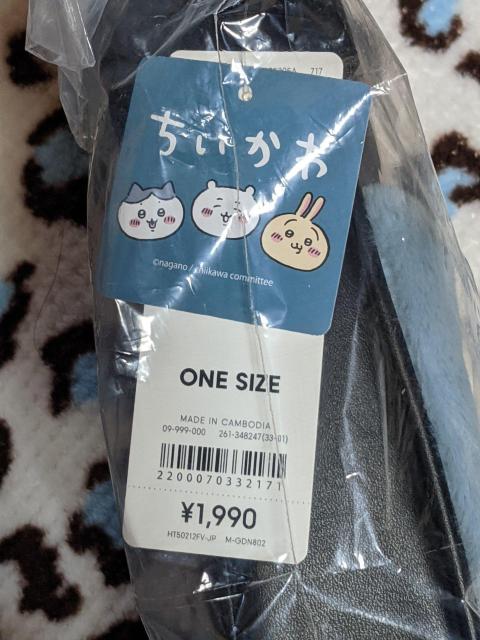 717
ちいかわ
©nagano / chiikawa committee
ONE SIZE
MADE IN CAMBODIA
09-999-000 261-348247(33-01)
2200070332171
¥1,990
HT50212FV-JP M-GDN802